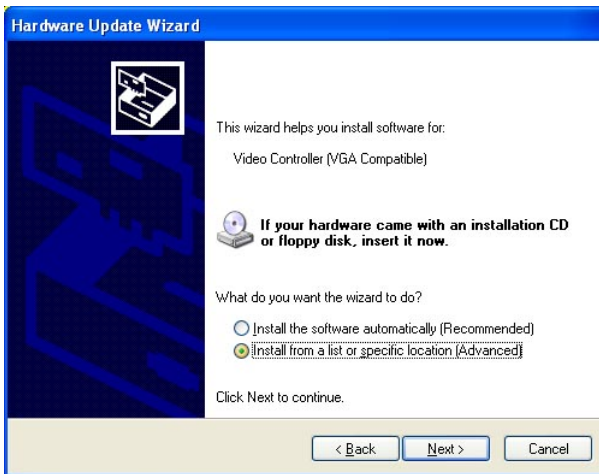 Hardware Update Wizard
This wizard helps you install software for:
Video Controller (VGA Compatible)
If your hardware came with an installation CD
or floppy disk, insert it now.
What do you want the wizard to do?
Install the software automatically (Recommended)
Install from a list or specific location (Advanced)
Click Next to continue.
< Back
Next >
Cancel